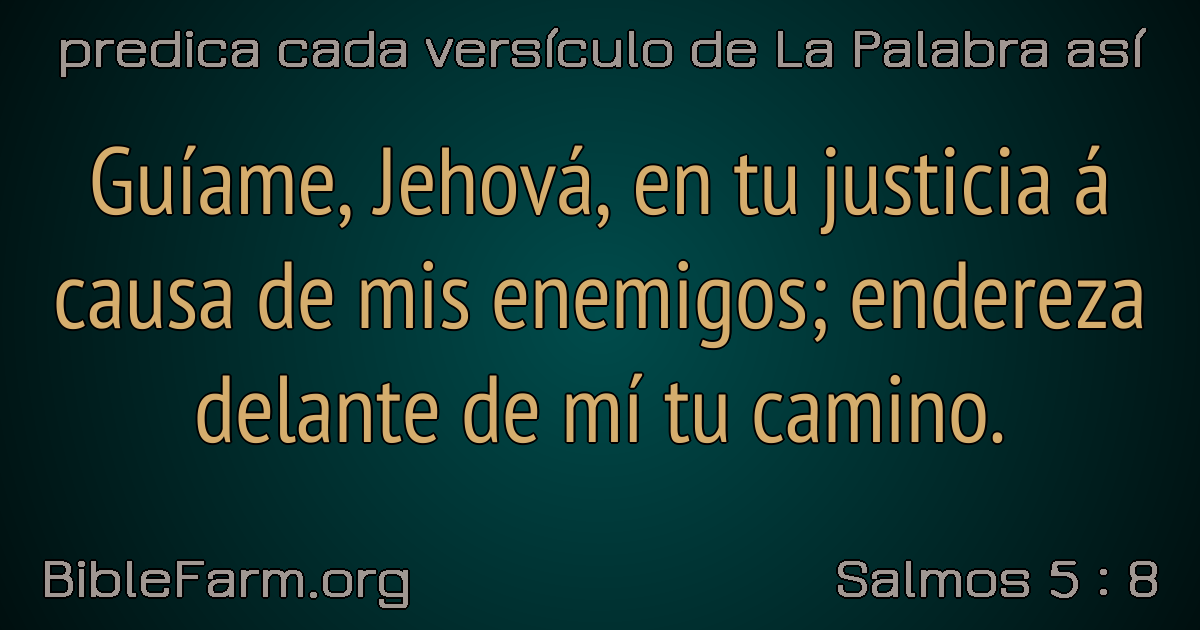 predica cada versículo de La Palabra así
Guíame, Jehová, en tu justicia á
causa de mis enemigos; endereza
delante de mí tu camino.
BibleFarm.org
Salmos 5 : 8